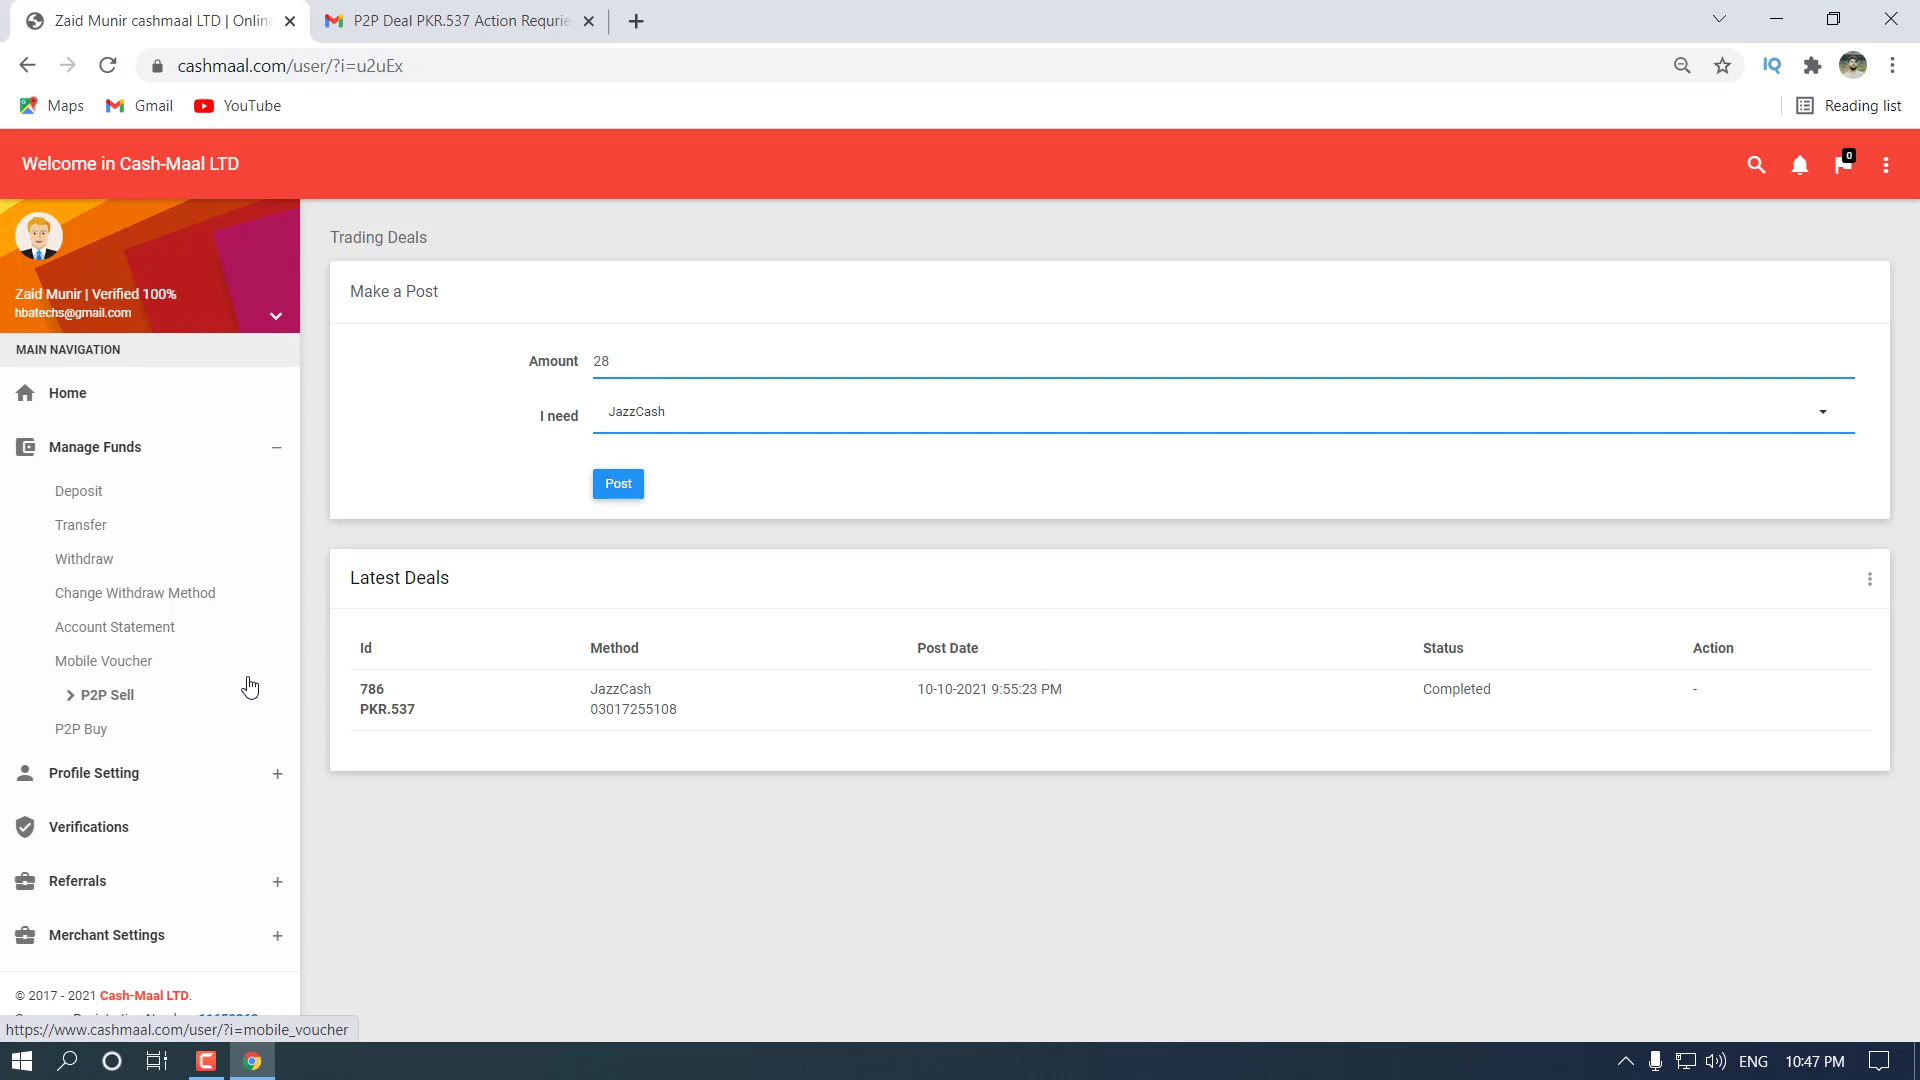 Zaid Munir cashmaal LTD | Online
P2P Deal PKR.537 Action Requrie
cashmaal.com/user/?i=u2uEx
IQ
Maps
Gmail
YouTube
Reading list
Welcome in Cash-Maal LTD
0
Zaid Munir | Verified 100%
hbatechs@gmail.com
MAIN NAVIGATION
Home
Manage Funds
Deposit
Transfer
Withdraw
Change Withdraw Method
Account Statement
Mobile Voucher
P2P Sell
P2P Buy
Profile Setting
Verifications
Referrals
Merchant Settings
© 2017 - 2021 Cash-Maal LTD.
https://www.cashmaal.com/user/?i=mobile_voucher
Trading Deals
Make a Post
Amount 28
I need JazzCash
Post
Latest Deals
Id Method Post Date Status Action
786 JazzCash 10-10-2021 9:55:23 PM Completed -
PKR.537 03017255108
ENG 10:47 PM